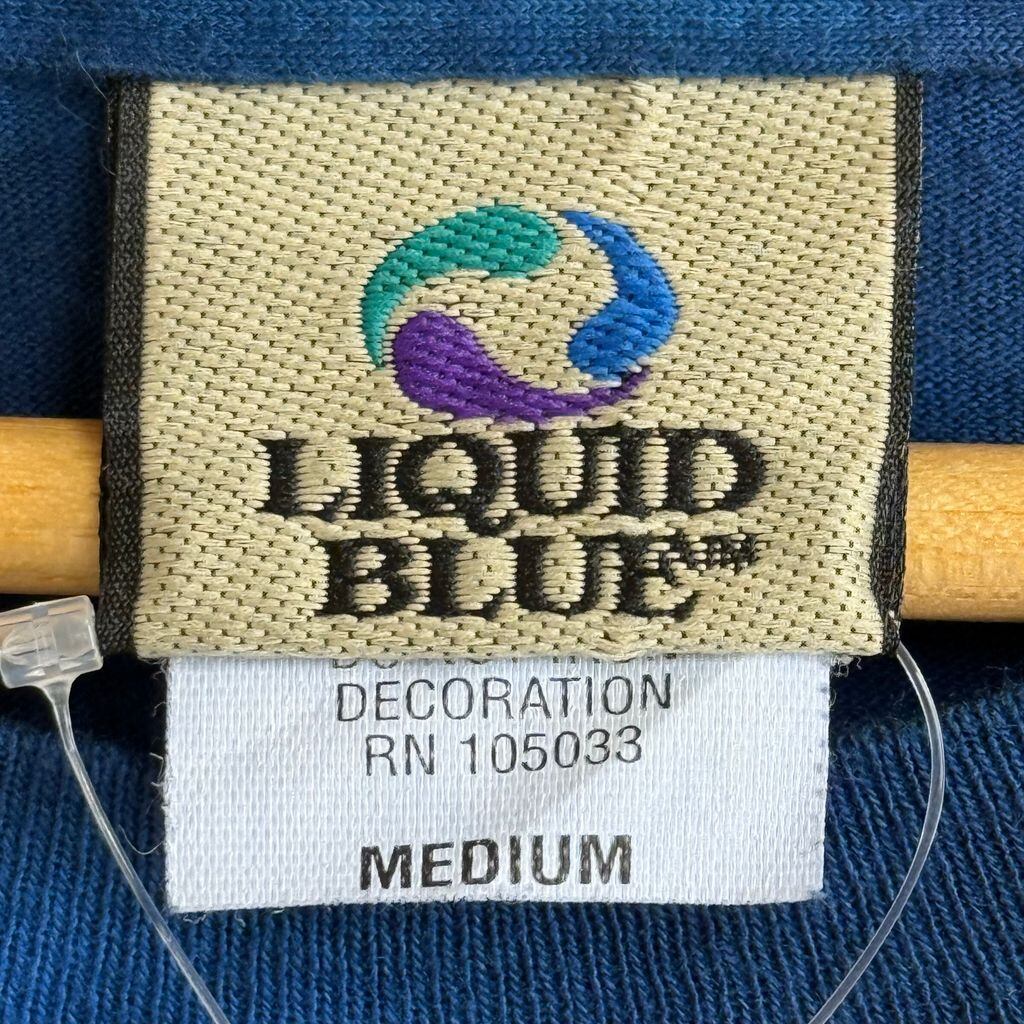 LIQUID
BLUE
DECORATION
RN 105033
MEDIUM